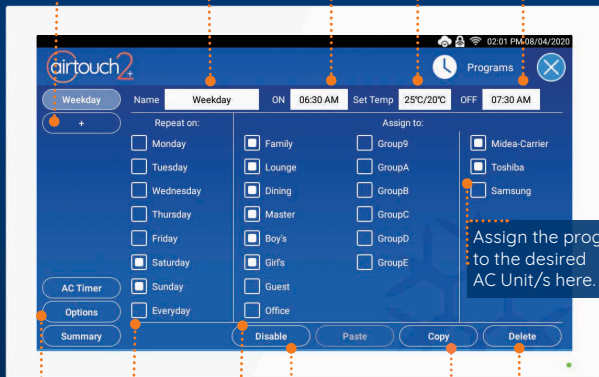 02:01 PM 08/04/2020
airtouch 2+
Programs
Weekday
Name Weekday ON 06:30 AM Set Temp 25°C/20°C OFF 07:30 AM
+
Repeat on:
Assign to:
Monday Family Group9 Midea-Carrier
Tuesday Lounge GroupA Toshiba
Wednesday Dining GroupB Samsung
Thursday Master GroupC
Friday Boy's GroupD
Saturday Girl's GroupE
AC Timer Sunday Guest
Options Everyday Office
Summary Disable Paste Copy Delete
Assign the prog
to the desired
AC Unit/s here.